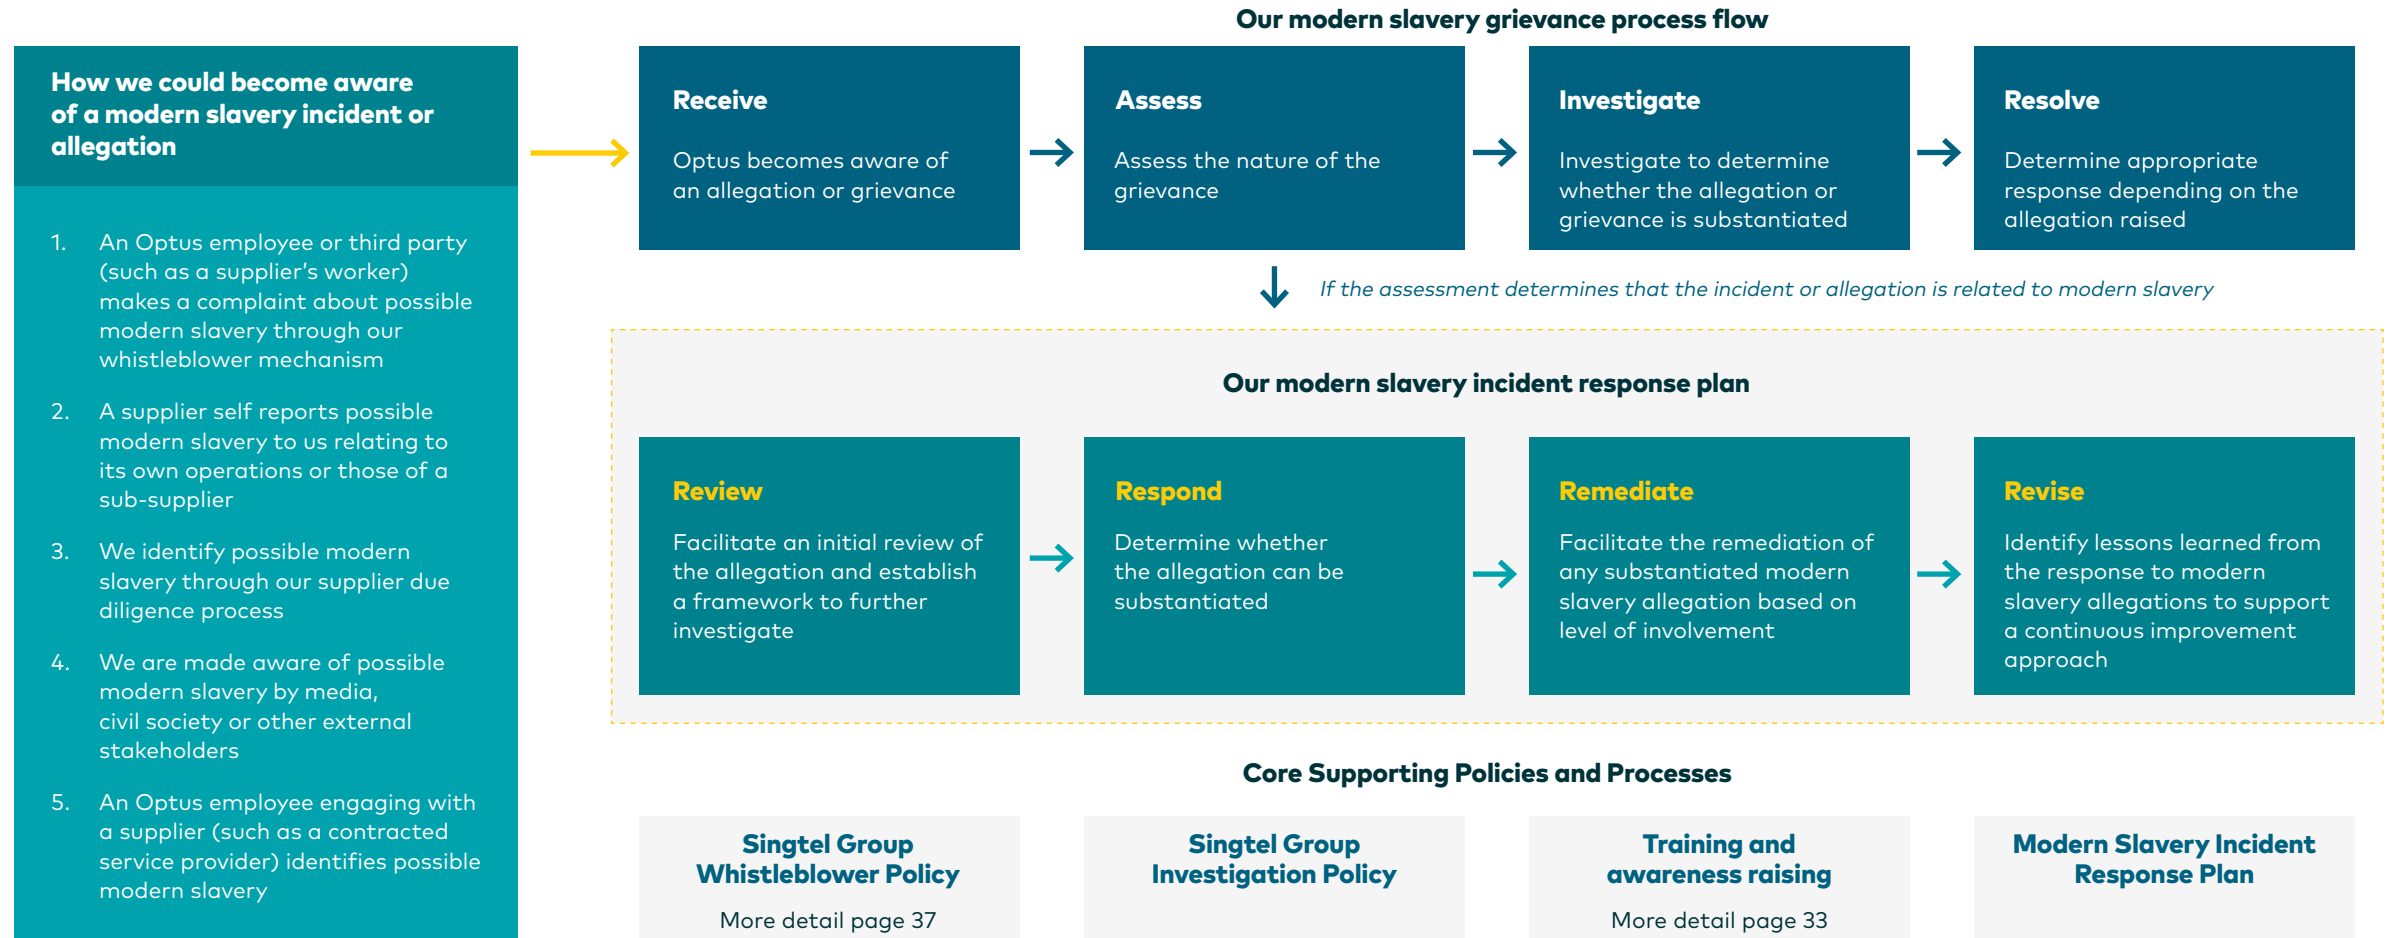 Our modern slavery grievance process flow
How we could become aware
of a modern slavery incident or
allegation
1. An Optus employee or third party
(such as a supplier's worker)
makes a complaint about possible
modern slavery through our
whistleblower mechanism
2. A supplier self reports possible
modern slavery to us relating to
its own operations or those of a
sub-supplier
3. We identify possible modern
slavery through our supplier due
diligence process
4. We are made aware of possible
modern slavery by media,
civil society or other external
stakeholders
5. An Optus employee engaging with
a supplier (such as a contracted
service provider) identifies possible
modern slavery
Receive
Optus becomes aware of
an allegation or grievance
Assess
Assess the nature of the
grievance
Investigate
Investigate to determine
whether the allegation or
grievance is substantiated
Resolve
Determine appropriate
response depending on the
allegation raised
If the assessment determines that the incident or allegation is related to modern slavery
Our modern slavery incident response plan
Review
Facilitate an initial review of
the allegation and establish
a framework to further
investigate
Respond
Determine whether
the allegation can be
substantiated
Remediate
Facilitate the remediation of
any substantiated modern
slavery allegation based on
level of involvement
Revise
Identify lessons learned from
the response to modern
slavery allegations to support
a continuous improvement
approach
Core Supporting Policies and Processes
Singtel Group
Whistleblower Policy
More detail page 37
Singtel Group
Investigation Policy
Training and
awareness raising
More detail page 33
Modern Slavery Incident
Response Plan